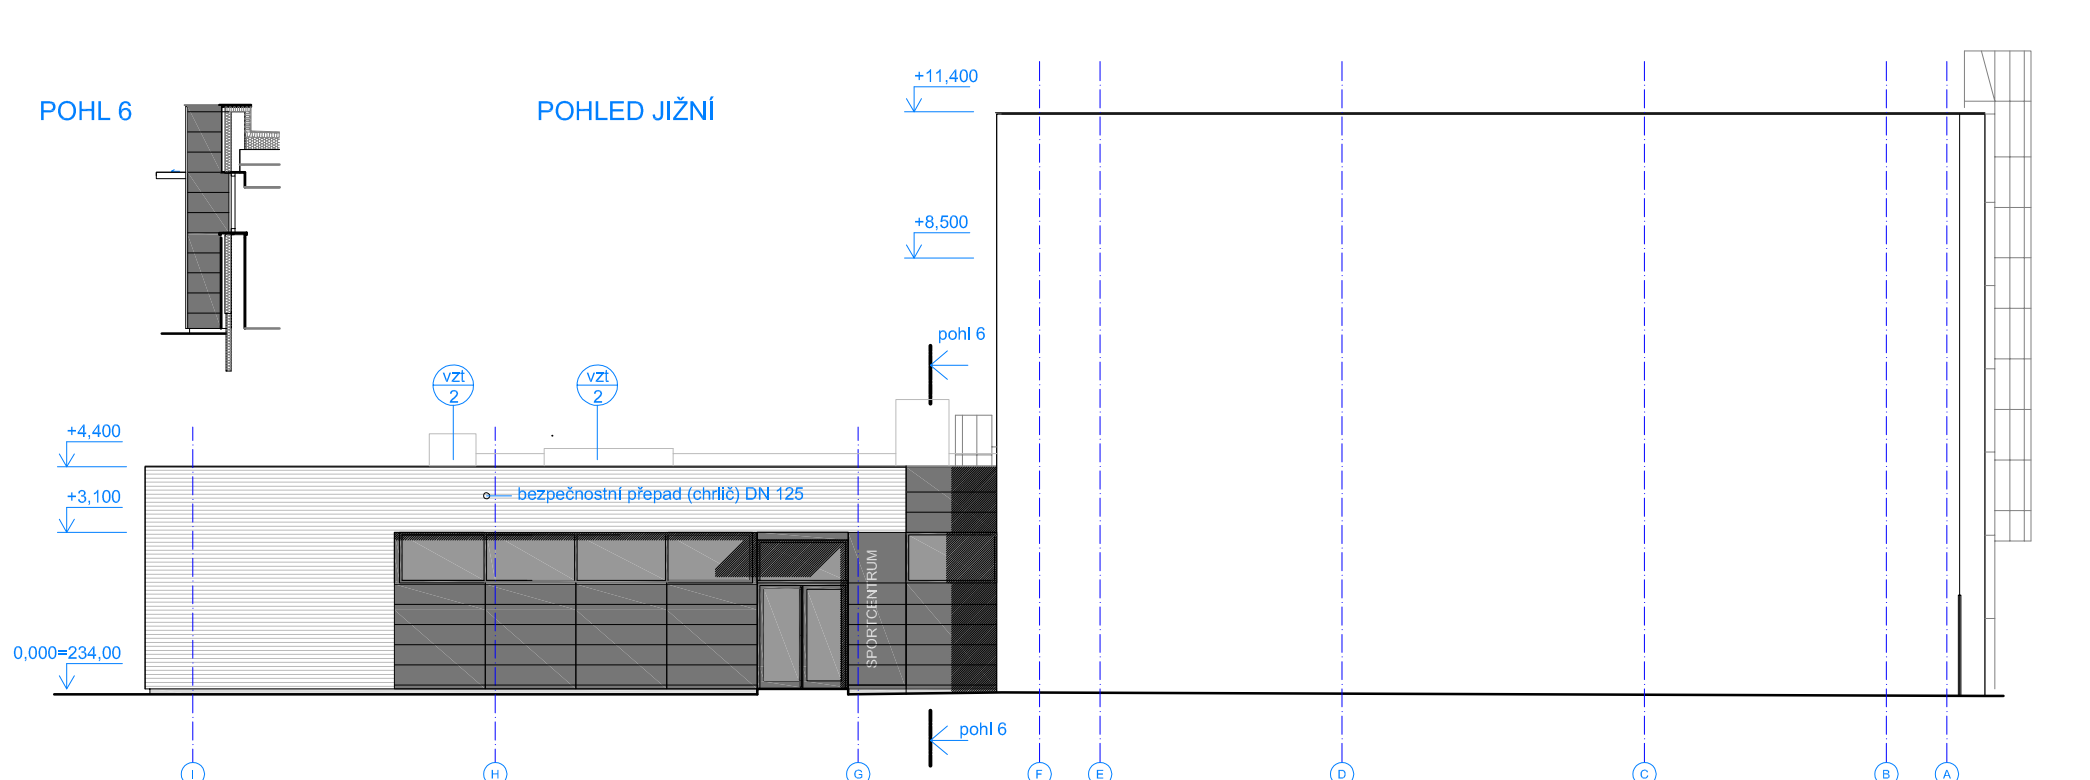 POHL 6
POHLED JIŽNÍ
+11,400
+8,500
pohl 6
vzt
2
vzt
2
+4,400
+3,100
bezpečnostní přepad (chrlič) DN 125
SPORTCENTRUM
0,000=234,00
pohl 6
I
H
G
F
E
D
C
B
A